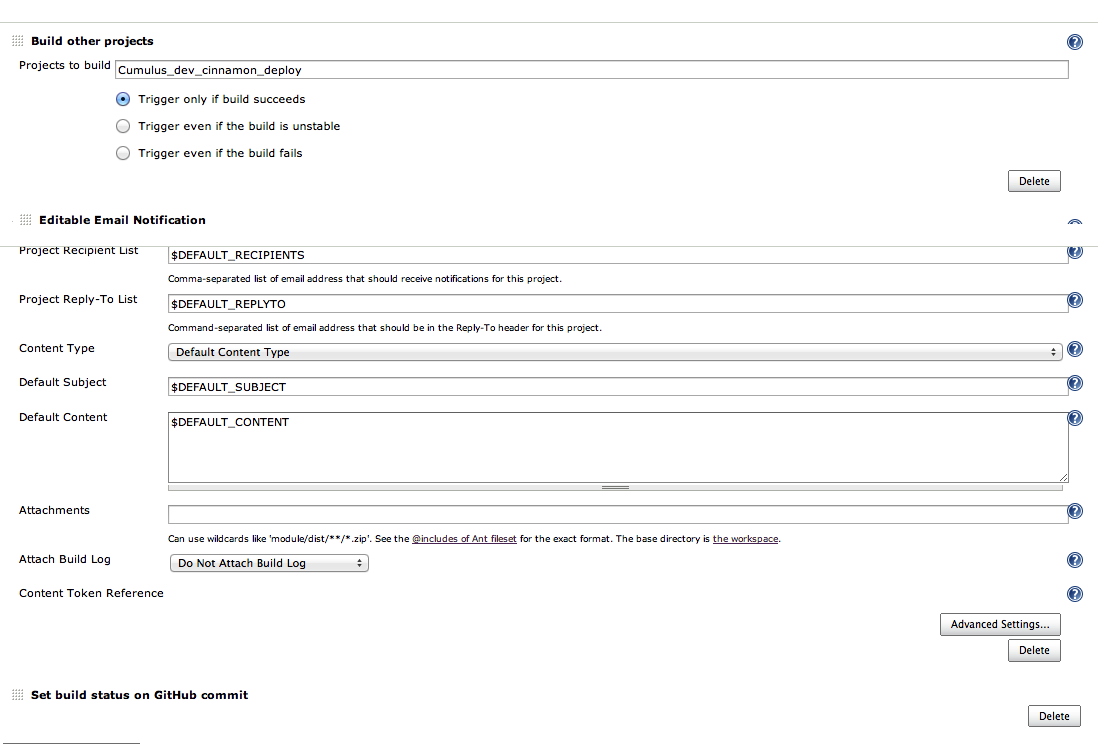 Build other projects
Projects to build Cumulus_dev_cinnamon_deploy
Trigger only if build succeeds
Trigger even if the build is unstable
Trigger even if the build fails
Delete
Editable Email Notification
Project Recipient List $DEFAULT_RECIPIENTS
Comma-separated list of email address that should receive notifications for this project.
Project Reply-To List $DEFAULT_REPLYTO
Command-separated list of email address that should be in the Reply-To header for this project.
Content Type Default Content Type
Default Subject $DEFAULT_SUBJECT
Default Content $DEFAULT_CONTENT
Attachments
Can use wildcards like 'module/dist/**/*.zip'. See the @includes of Ant fileset for the exact format. The base directory is the workspace.
Attach Build Log Do Not Attach Build Log
Content Token Reference
Advanced Settings...
Delete
Set build status on GitHub commit
Delete